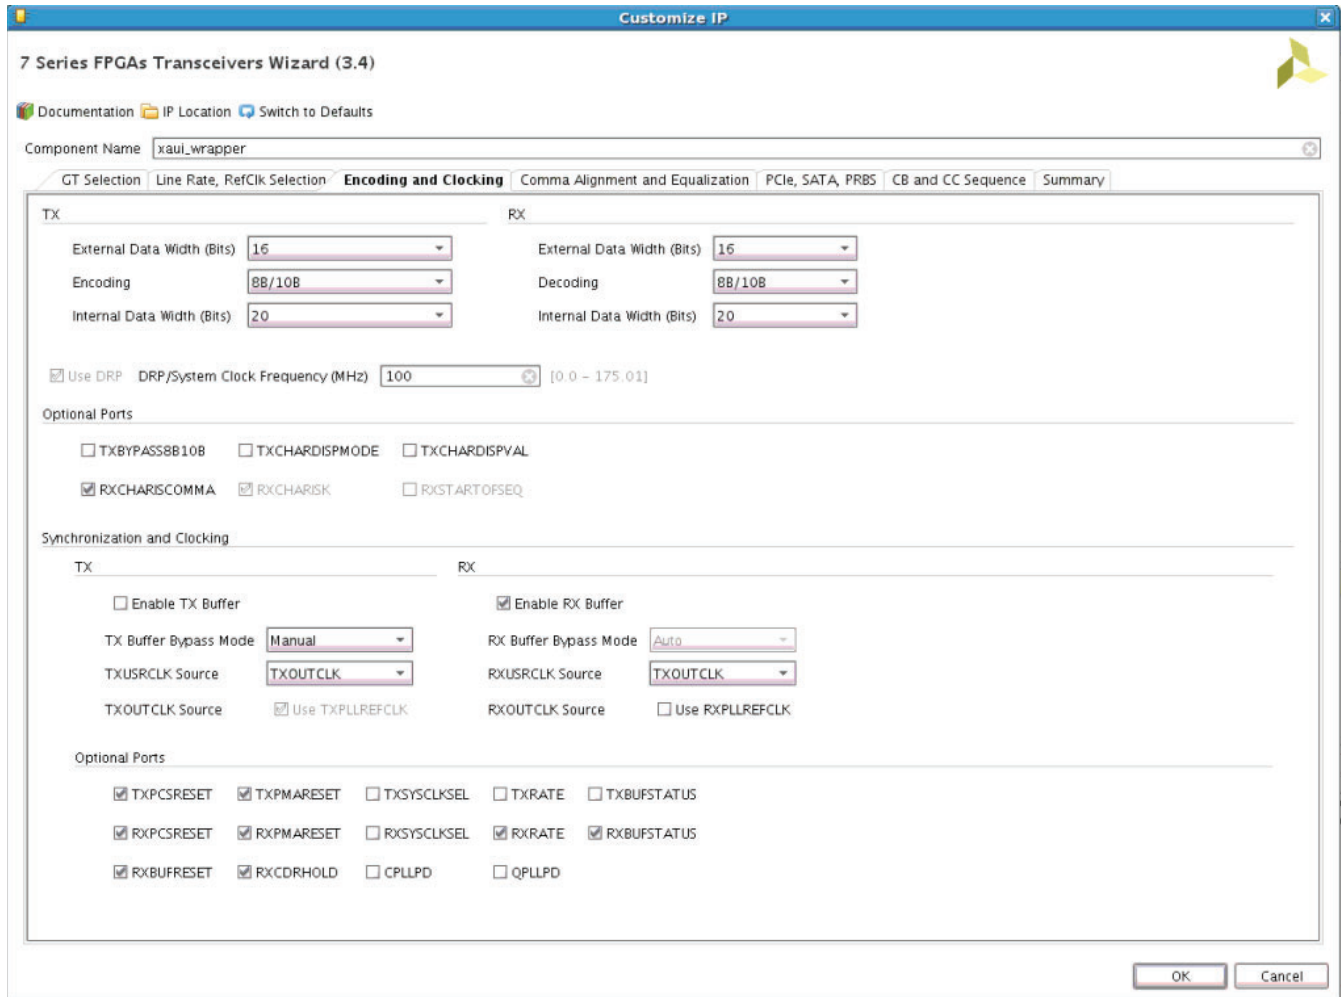 Customize IP
7 Series FPGAs Transceivers Wizard (3.4)
Documentation IP Location Switch to Defaults
Component Name xaui_wrapper
GT Selection Line Rate, RefClk Selection Encoding and Clocking Comma Alignment and Equalization PCIe, SATA, PRBS CB and CC Sequence Summary
TX RX
External Data Width (Bits) 16 External Data Width (Bits) 16
Encoding 8B/10B Decoding 8B/10B
Internal Data Width (Bits) 20 Internal Data Width (Bits) 20
Use DRP DRP/System Clock Frequency (MHz) 100 [0.0 - 175.01]
Optional Ports
TXBYPASS8B10B TXCHARDISPMODE TXCHARDISPVAL
RXCHARISCOMMA RXCHARISK RXSTARTOFSEQ
Synchronization and Clocking
TX RX
Enable TX Buffer Enable RX Buffer
TX Buffer Bypass Mode Manual RX Buffer Bypass Mode Auto
TXUSRCLK Source TXOUTCLK RXUSRCLK Source TXOUTCLK
TXOUTCLK Source Use TXPLLREFCLK RXOUTCLK Source Use RXPLLREFCLK
Optional Ports
TXPCSRESET TXPMARESET TXSYSCLKSEL TXRATE TXBUFSTATUS
RXPCSRESET RXPMARESET RXSYSCLKSEL RXRATE RXBUFSTATUS
RXBUFRESET RXCDRHOLD CPLLPD QPLLPD
OK Cancel